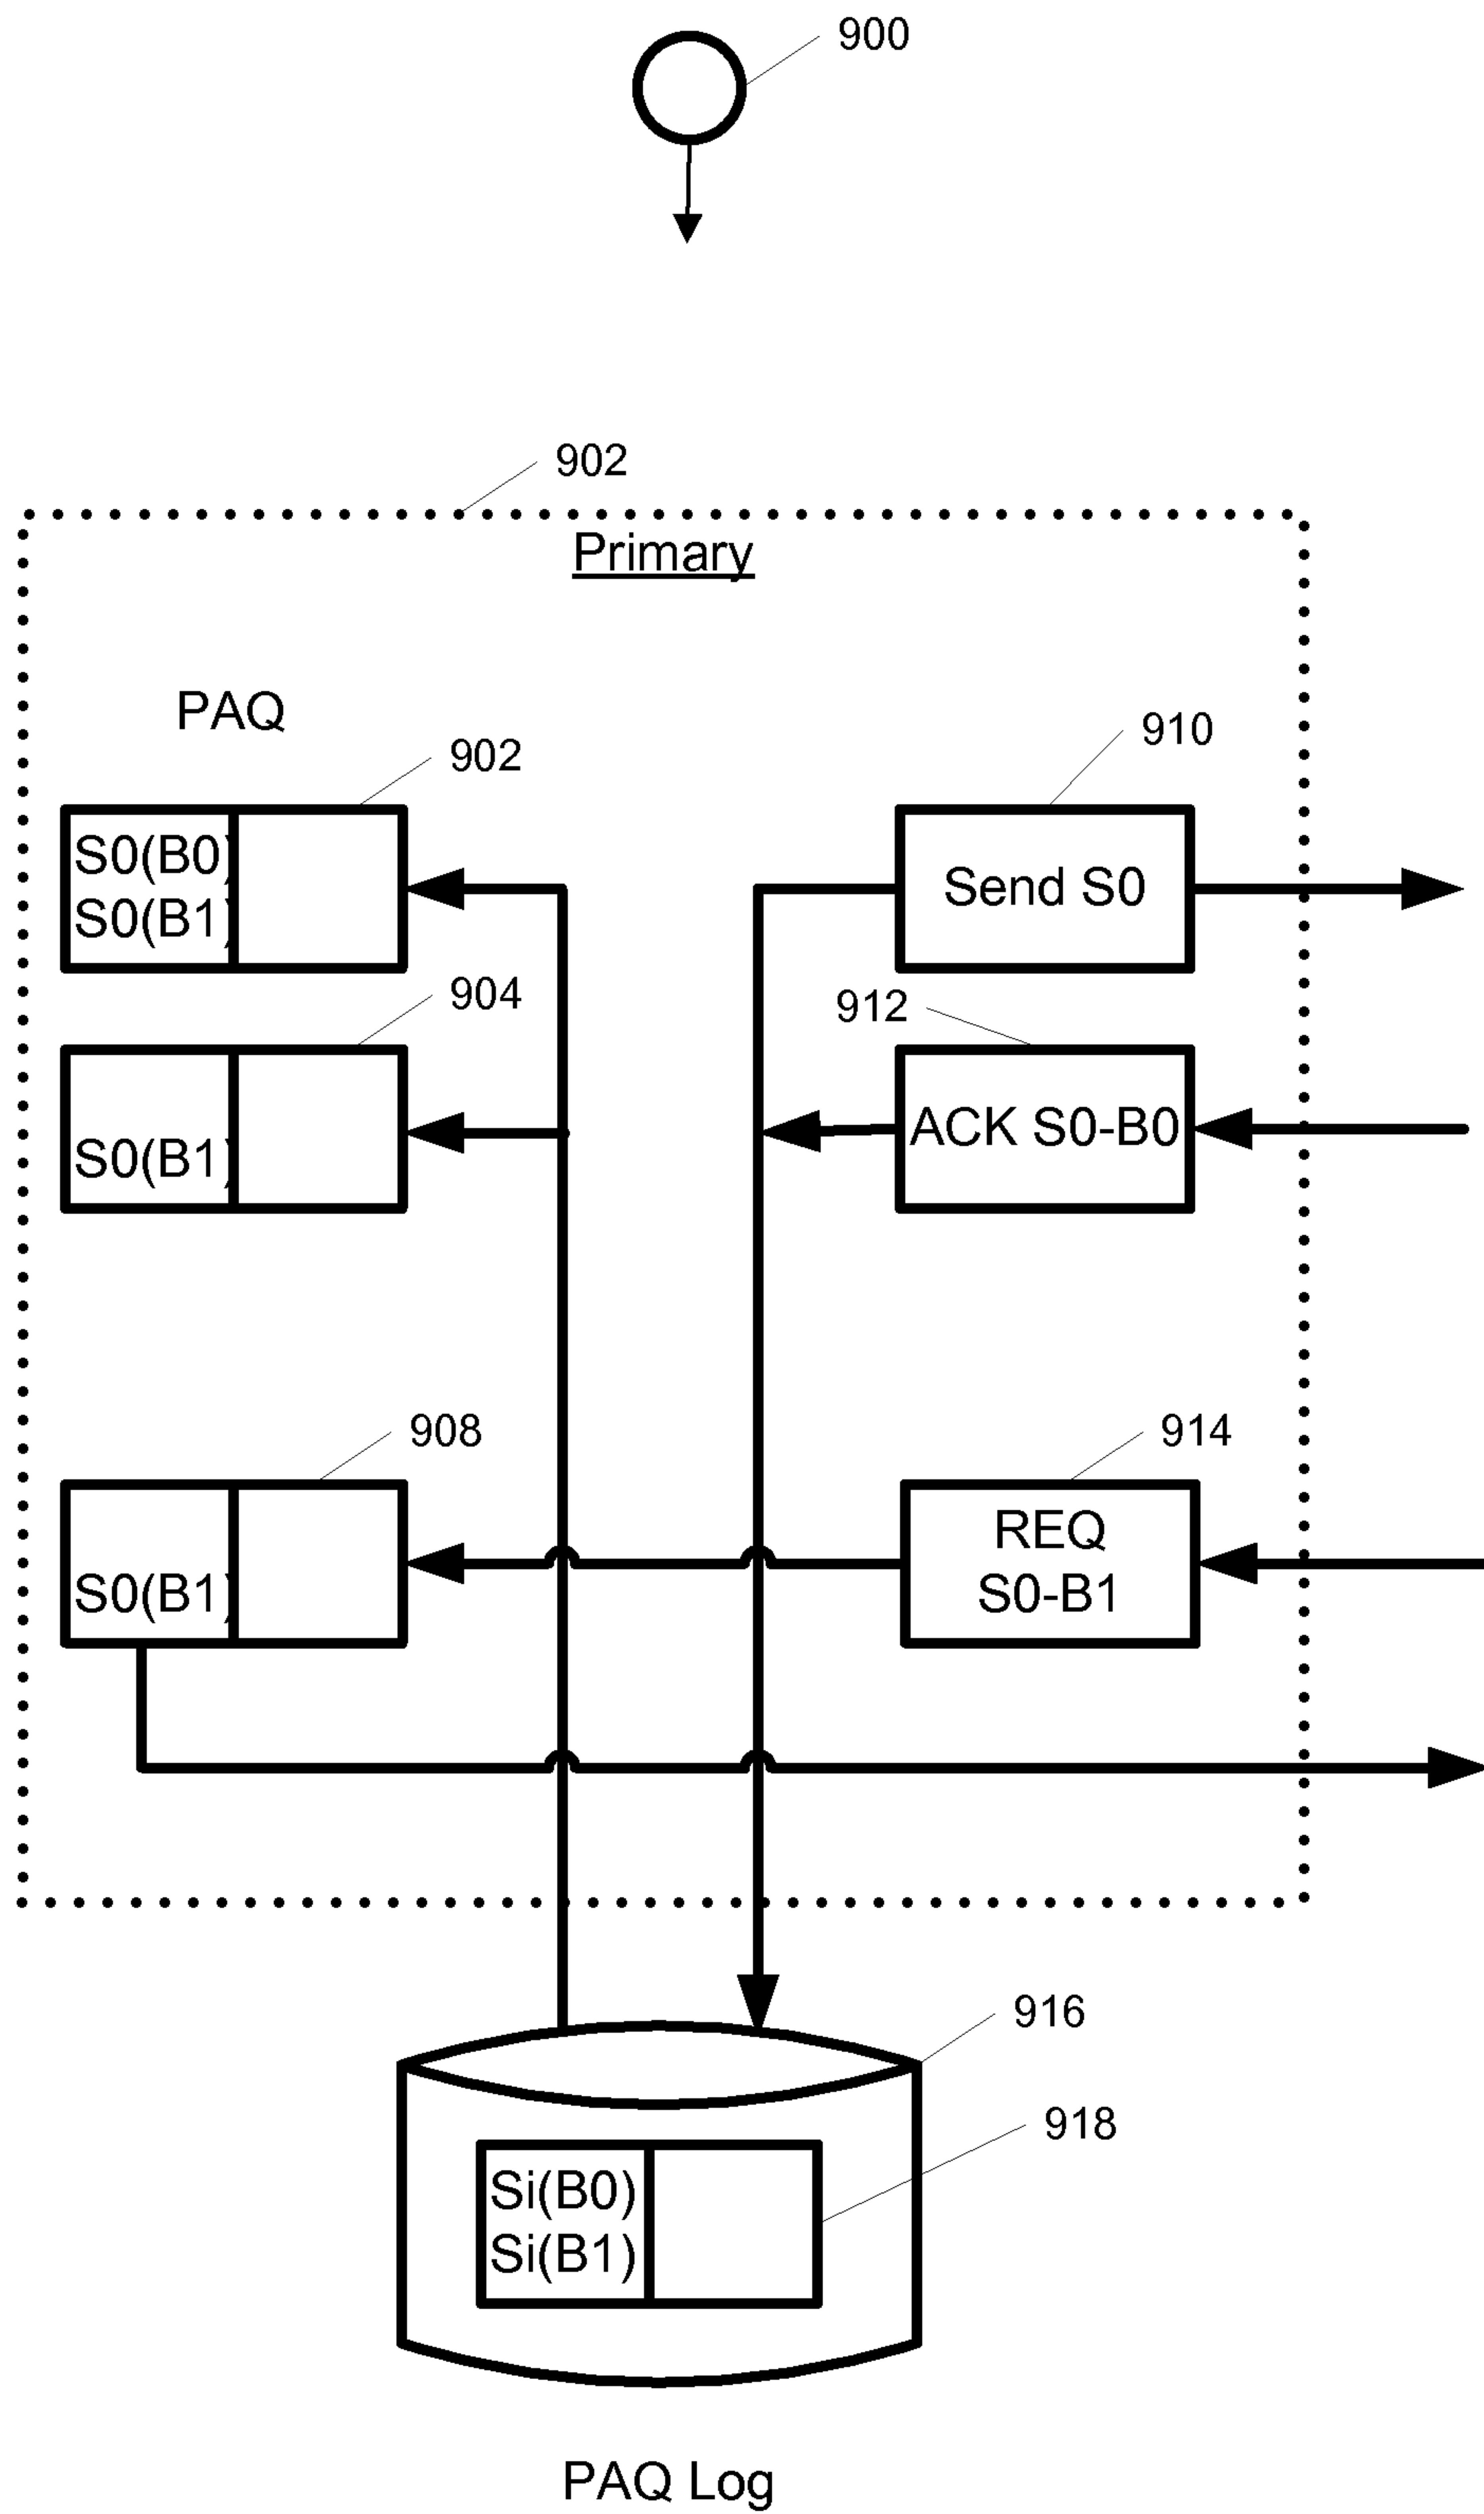 900
902
Primary
PAQ
902
910
S0(B0)
S0(B1)
Send S0
904
912
S0(B1)
ACK S0-B0
908
914
S0(B1)
REQ
S0-B1
916
918
Si(B0)
Si(B1)
PAQ Log